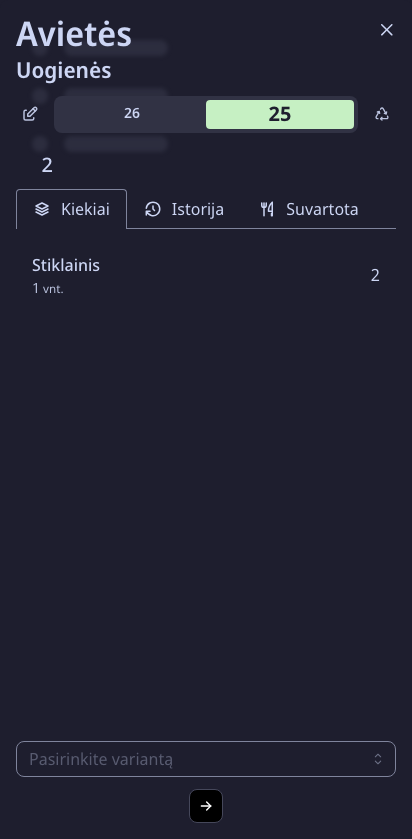 Avietės
Uogienės
26
25
2
Kiekiai
Istorija
Suvartota
Stiklainis
2
1 vnt.
Pasirinkite variantą